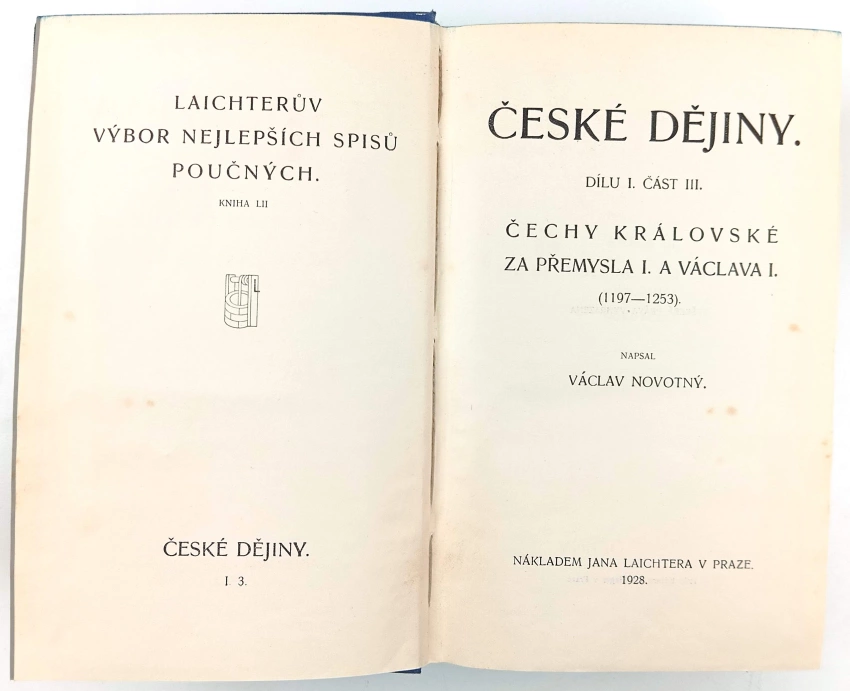 LAICHTERŮV
VÝBOR NEJLEPŠÍCH SPISŮ
POUČNÝCH.
KNIHA LII
L
ČESKÉ DĚJINY.
I 3.
ČESKÉ DĚJINY.
DÍLU I. ČÁST III.
ČECHY KRÁLOVSKÉ
ZA PŘEMYSLA I. A VÁCLAVA I.
(1197—1253).
NAPSAL
VÁCLAV NOVOTNÝ.
NÁKLADEM JANA LAICHTERA V PRAZE.
1928.